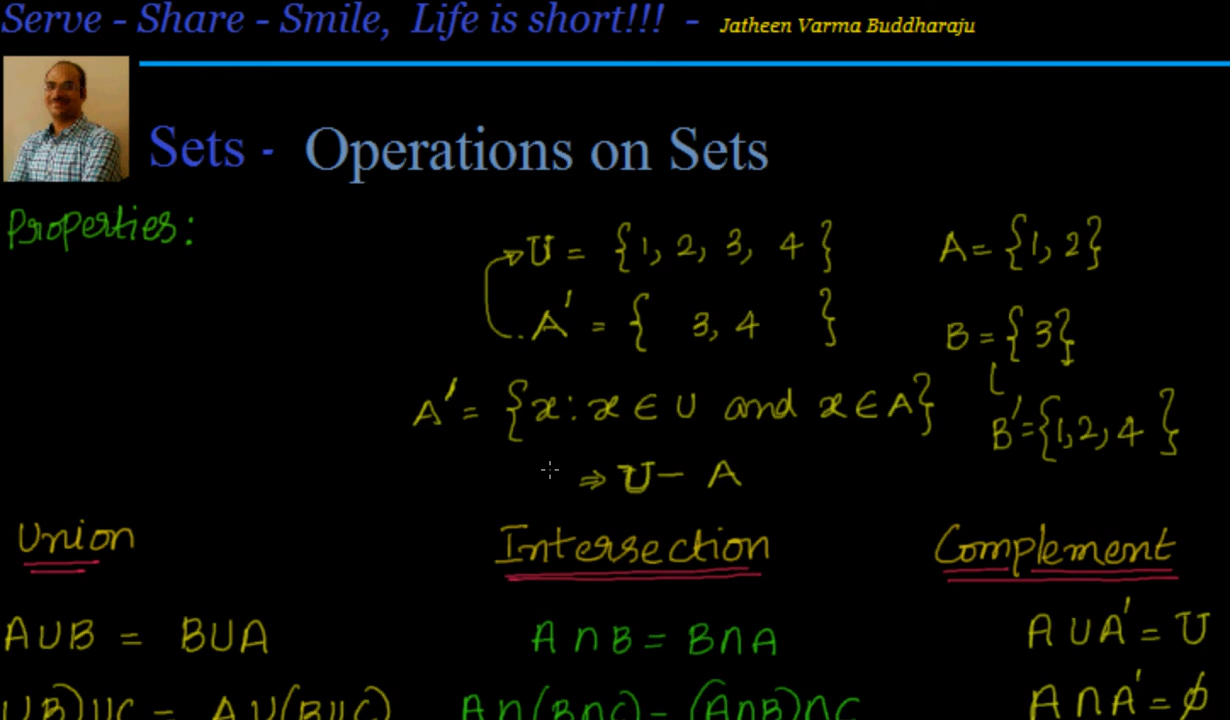 Serve - Share - Smile, Life is short!!! - Jatheen Varma Buddharaju
Sets - Operations on Sets
Properties:
U = {1, 2, 3, 4}
A = {1, 2}
A' = { 3, 4 }
B = {3}
A' = {x : x ∈ U and x ∈ A}
B' = {1, 2, 4 }
⇒ U - A
Union
Intersection
Complement
A∪B = B∪A
A∩B = B∩A
A∪A' = U
∪B)∪C = A∪(B∪C)
A∩(B∩C) = (A∩B)∩C
A∩A' = ϕ